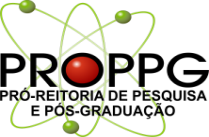 PROPPG
PRÓ-REITORIA DE PESQUISA
E PÓS-GRADUAÇÃO